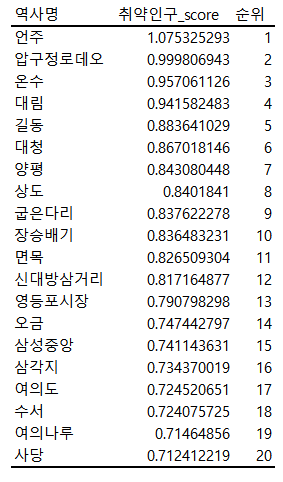 역사명 취약인구_score 순위
언주 1.075325293 1
압구정로데오 0.999806943 2
온수 0.957061126 3
대림 0.941582483 4
길동 0.883641029 5
대청 0.867018146 6
양평 0.843080448 7
상도 0.8401841 8
굽은다리 0.837622278 9
장승배기 0.836483231 10
면목 0.826509304 11
신대방삼거리 0.817164877 12
영등포시장 0.790798298 13
오금 0.747442797 14
삼성중앙 0.741143631 15
삼각지 0.734370019 16
여의도 0.724520651 17
수서 0.724075725 18
여의나루 0.71464856 19
사당 0.712412219 20